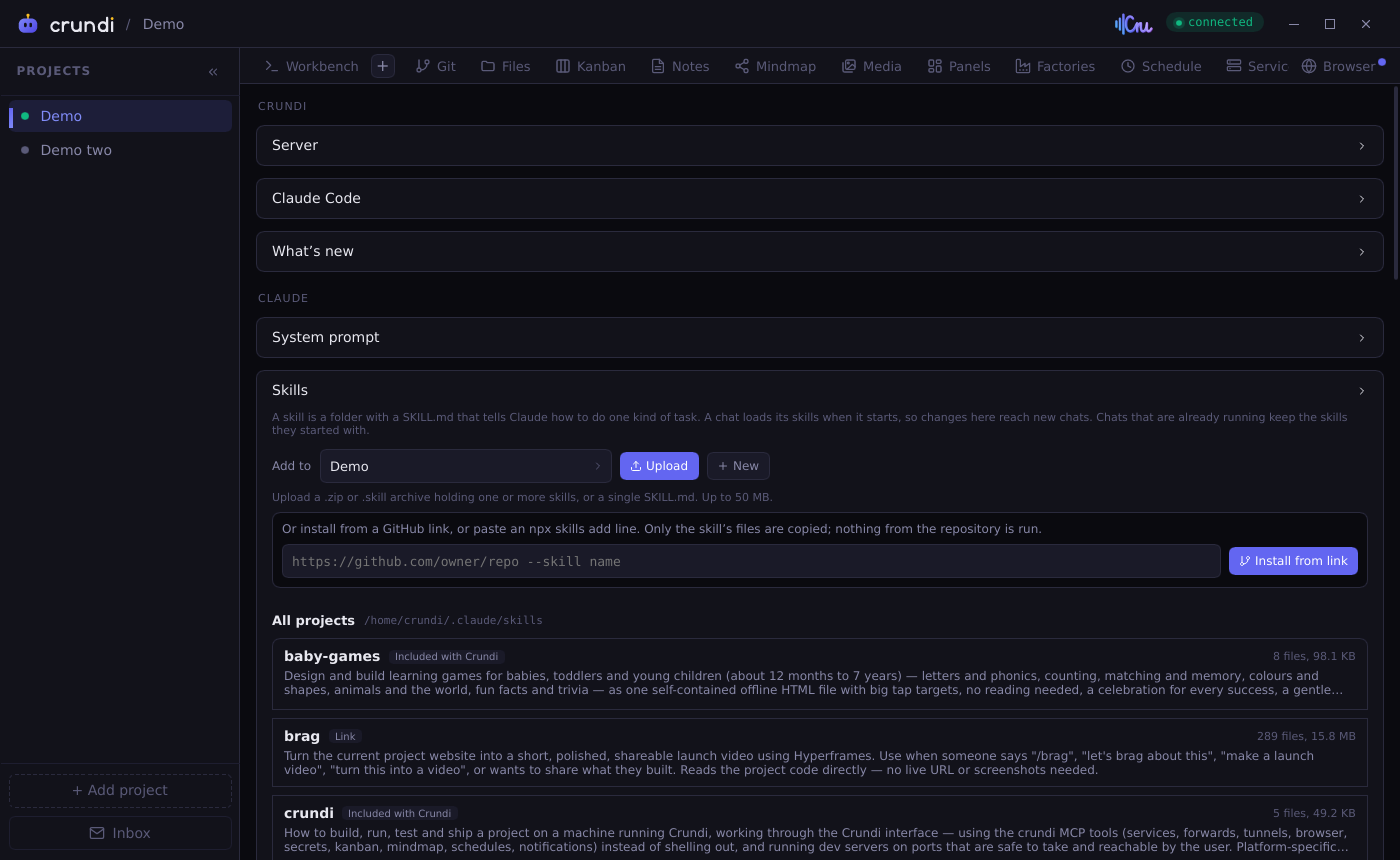 crundi / Demo
Cru
connected
PROJECTS
Demo
Demo two
+ Add project
Inbox
Workbench
Git
Files
Kanban
Notes
Mindmap
Media
Panels
Factories
Schedule
Servic
Browser
CRUNDI
Server
Claude Code
What’s new
CLAUDE
System prompt
Skills
A skill is a folder with a SKILL.md that tells Claude how to do one kind of task. A chat loads its skills when it starts, so changes here reach new chats. Chats that are already running keep the skills
they started with.
Add to Demo Upload + New
Upload a .zip or .skill archive holding one or more skills, or a single SKILL.md. Up to 50 MB.
Or install from a GitHub link, or paste an npx skills add line. Only the skill’s files are copied; nothing from the repository is run.
https://github.com/owner/repo --skill name Install from link
All projects /home/crundi/.claude/skills
baby-games Included with Crundi 8 files, 98.1 KB
Design and build learning games for babies, toddlers and young children (about 12 months to 7 years) — letters and phonics, counting, matching and memory, colours and
shapes, animals and the world, fun facts and trivia — as one self-contained offline HTML file with big tap targets, no reading needed, a celebration for every success, a gentle…
brag Link 289 files, 15.8 MB
Turn the current project website into a short, polished, shareable launch video using Hyperframes. Use when someone says "/brag", "let's brag about this", "make a launch
video", "turn this into a video", or wants to share what they built. Reads the project code directly — no live URL or screenshots needed.
crundi Included with Crundi 5 files, 49.2 KB
How to build, run, test and ship a project on a machine running Crundi, working through the Crundi interface — using the crundi MCP tools (services, forwards, tunnels, browser,
secrets, kanban, mindmap, schedules, notifications) instead of shelling out, and running dev servers on ports that are safe to take and reachable by the user. Platform-specific…